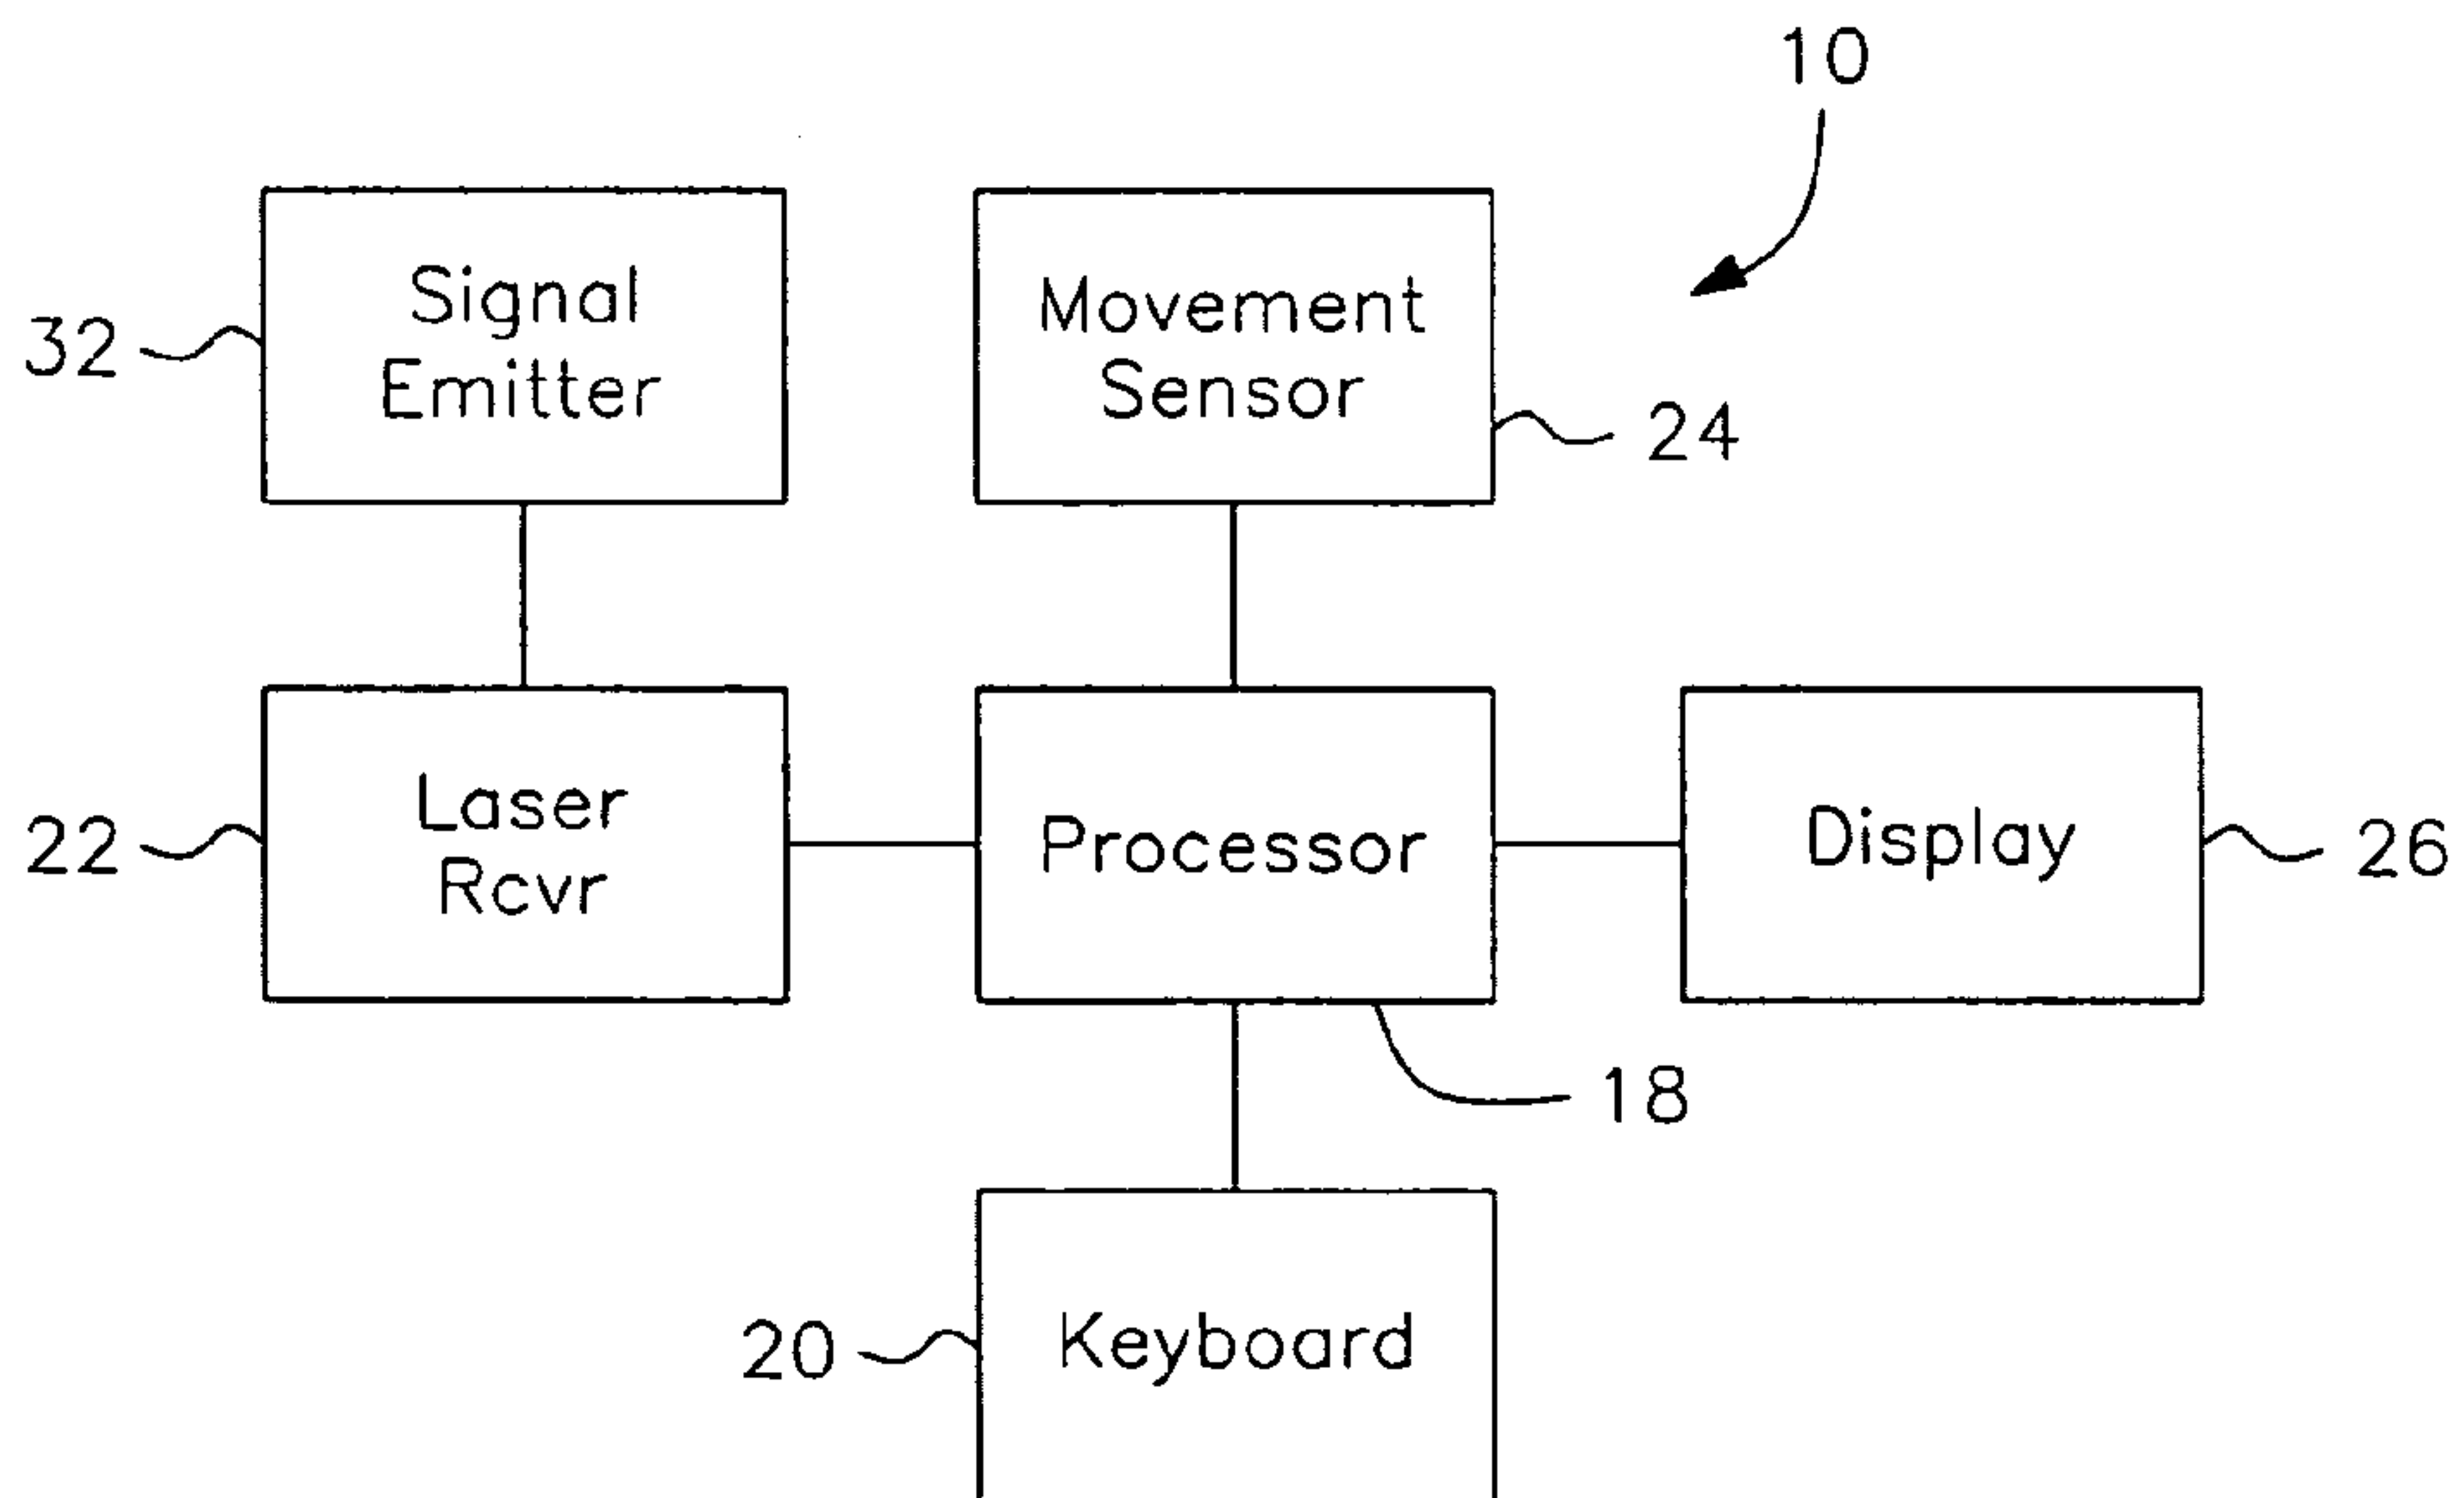 10
Signal
Emitter
32
Movement
Sensor
24
Laser
Rcvr
22
Processor
18
Display
26
Keyboard
20